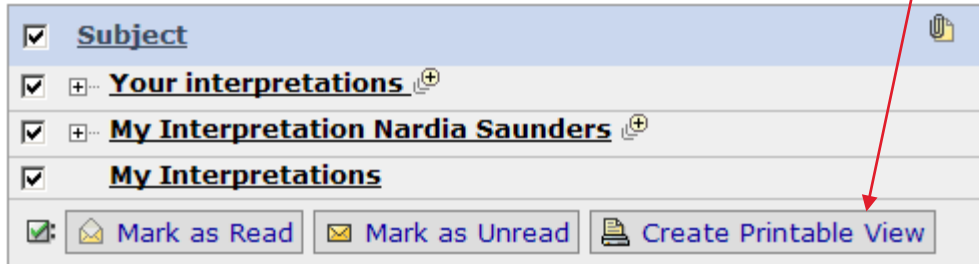 Subject
Your interpretations
My Interpretation Nardia Saunders
My Interpretations
: Mark as Read Mark as Unread Create Printable View